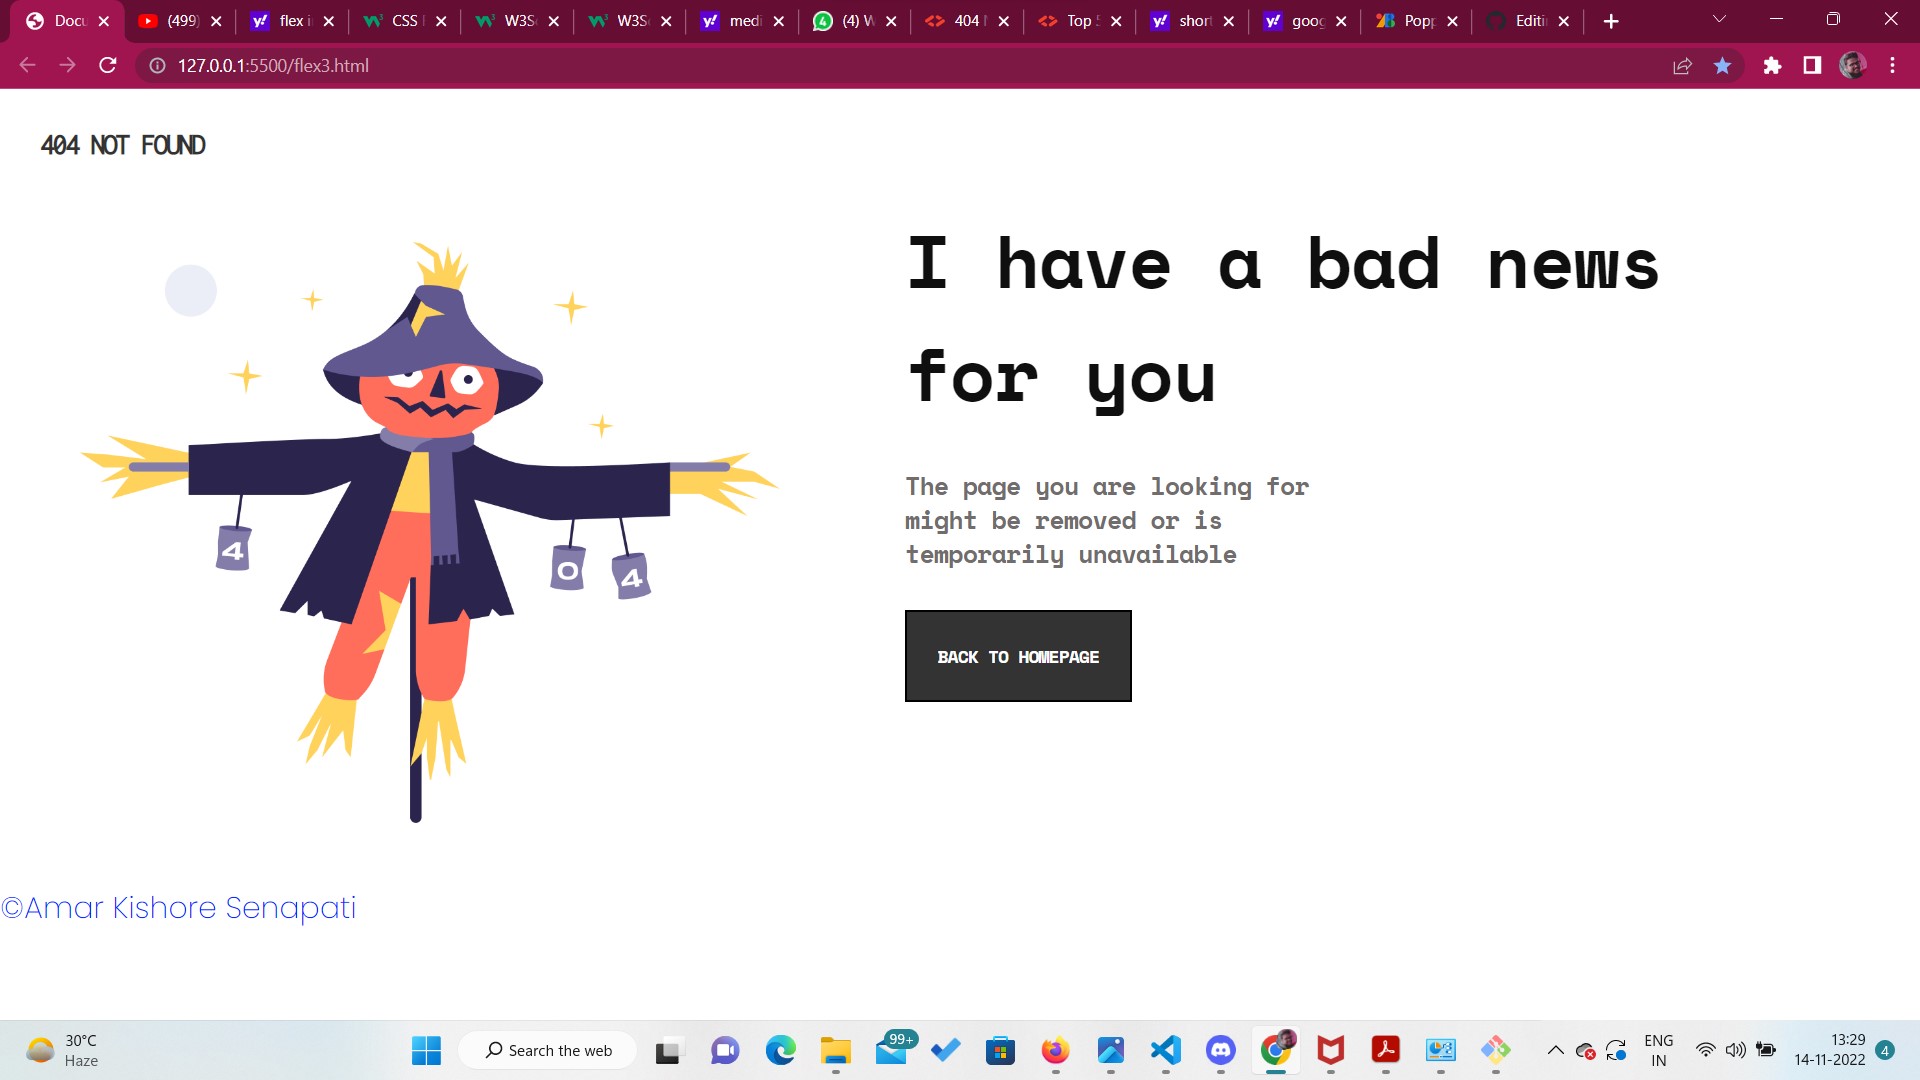 Docu
(499)
flex i
CSS
W3S
W3S
medi
(4) W
404
Top 5
short
goog
Popp
Editi
127.0.0.1:5500/flex3.html
404 NOT FOUND
I have a bad news
for you
4
0
4
The page you are looking for
might be removed or is
temporarily unavailable
BACK TO HOMEPAGE
©Amar Kishore Senapati
30°C
Haze
Search the web
99+
ENG
IN
13:29
14-11-2022
4